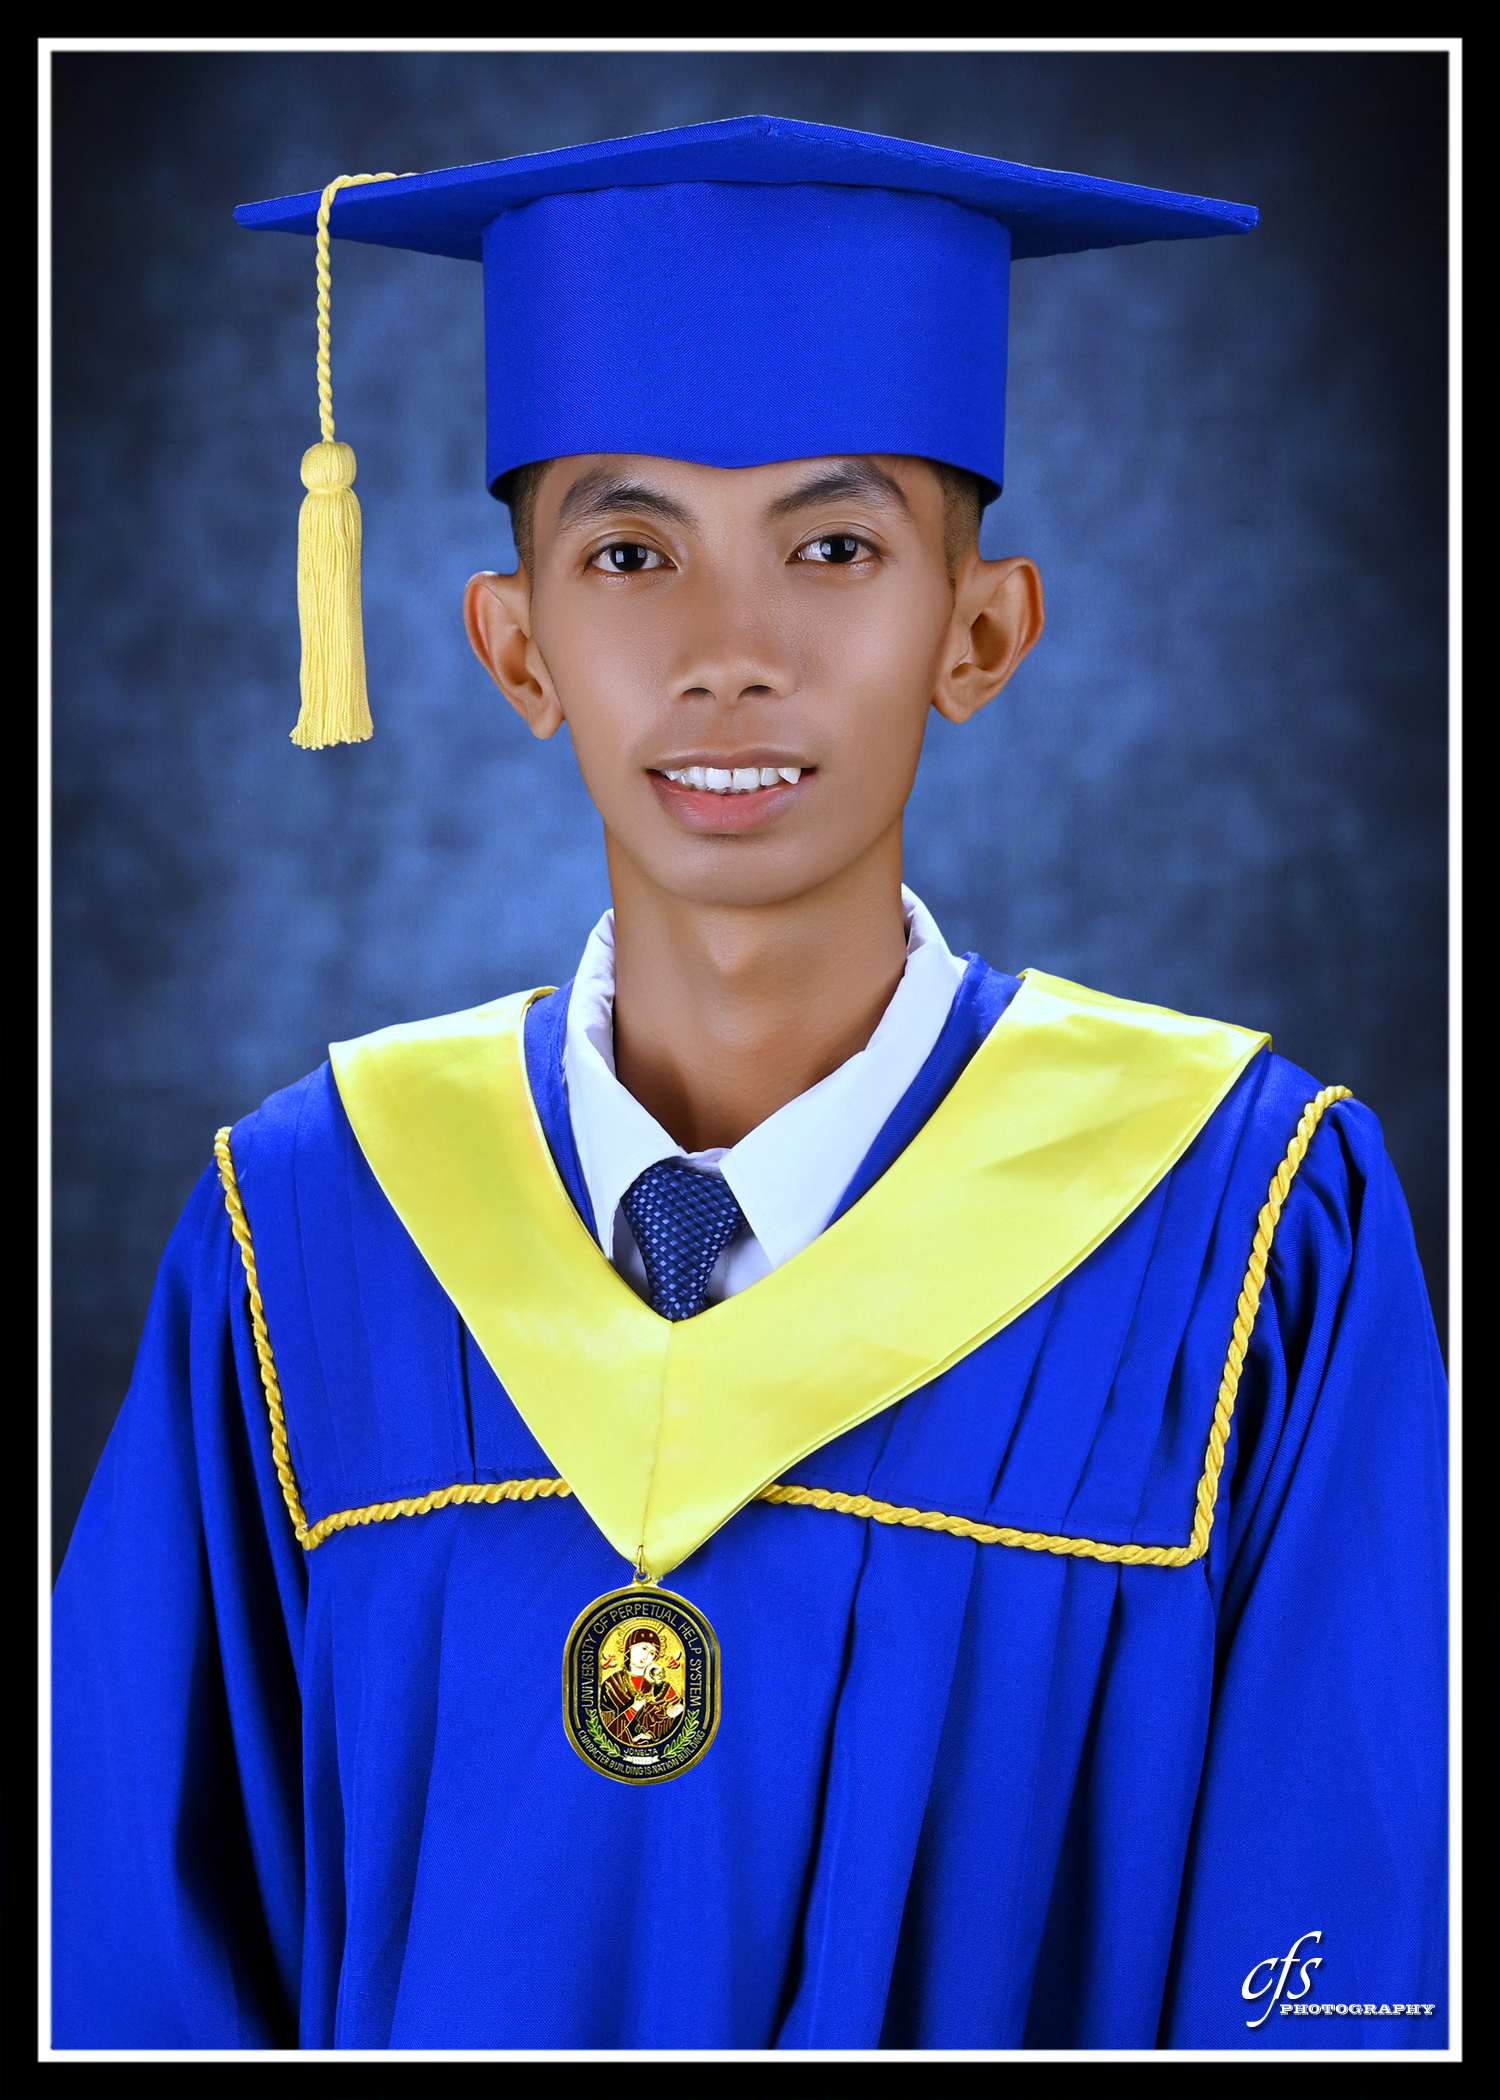 UNIVERSITY OF PERPETUAL HELP SYSTEM
JONELTA
CHARACTER BUILDING IS NATION BUILDING
cfs
PHOTOGRAPHY